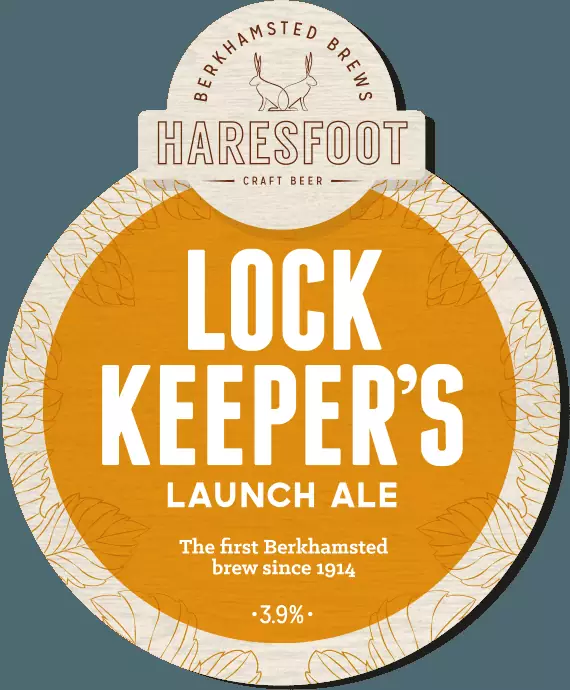 BERKHAMSTED BREWS
HARESFOOT
CRAFT BEER
LOCK
KEEPER'S
LAUNCH ALE
The first Berkhamsted
brew since 1914
·3.9%·